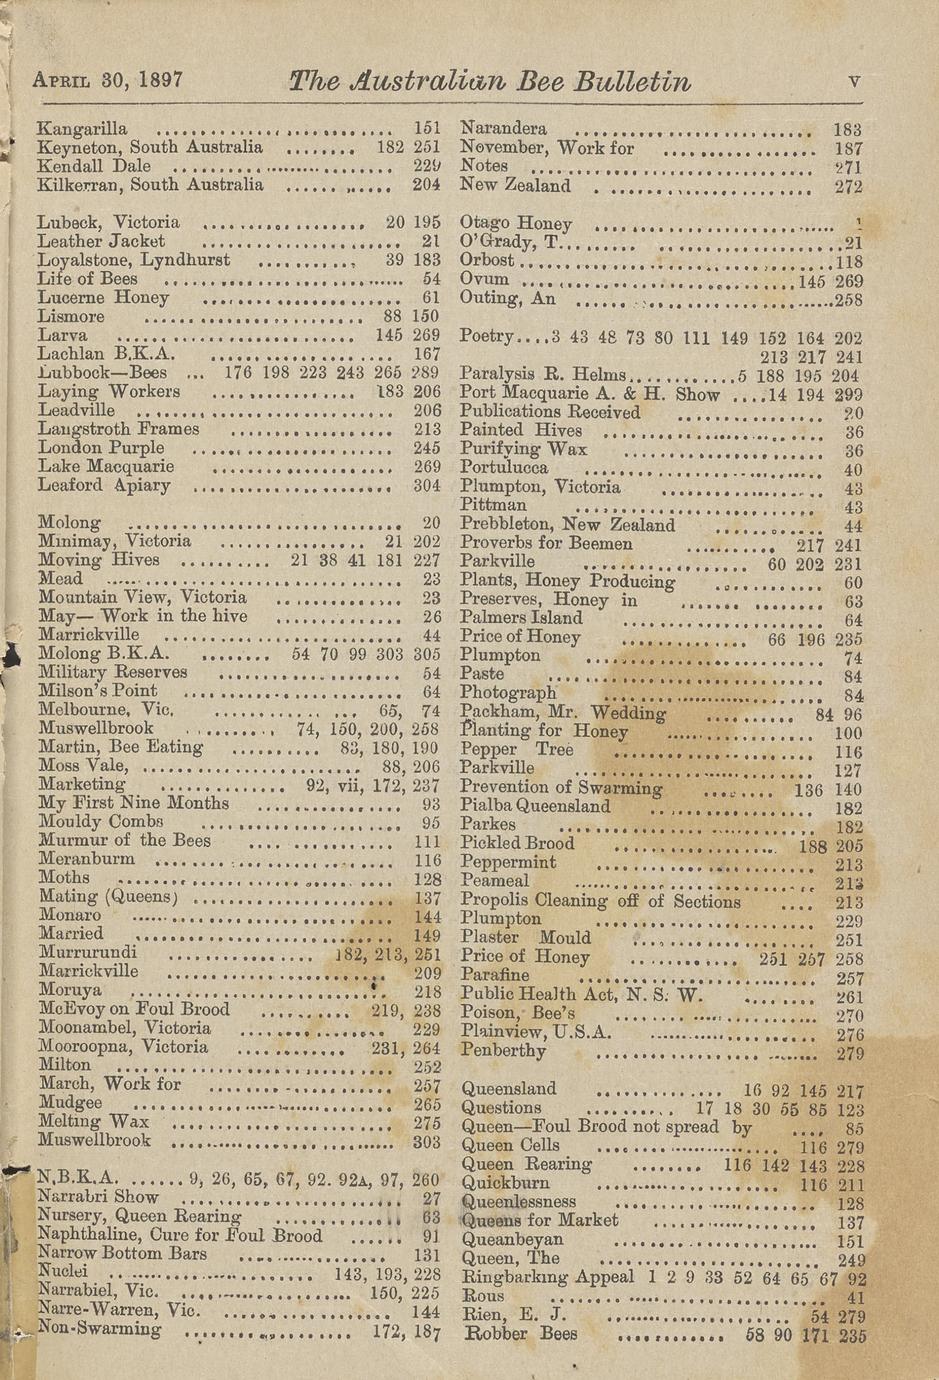 APRIL 30, 1897 The Australian Bee Bulletin v
Kangarilla ........................... 151
Keyneton, South Australia ........ 182 251
Kendall Dale ......................... 229
Kilkerran, South Australia ........... 204
Lubeck, Victoria .................. 20 195
Leather Jacket ....................... 21
Loyalstone, Lyndhurst ........... 39 183
Life of Bees ......................... 54
Lucerne Honey ....................... 61
Lismore ........................ 88 150
Larva ........................... 145 269
Lachlan B.K.A. ..................... 167
Lubbock—Bees ... 176 198 223 243 265 289
Laying Workers ................ 183 206
Leadville ........................... 206
Langstroth Frames .................. 213
London Purple ...................... 245
Lake Macquarie .................... 269
Leaford Apiary ...................... 304
Molong .............................. 20
Minimay, Victoria ................ 21 202
Moving Hives .......... 21 38 41 181 227
Mead ................................ 23
Mountain View, Victoria ............. 23
May— Work in the hive ............. 26
Marrickville .......................... 44
Molong B.K.A. ........ 54 70 99 303 305
Military Reserves .................... 54
Milson's Point ........................ 64
Melbourne, Vic. ................ 65, 74
Muswellbrook .......... 74, 150, 200, 258
Martin, Bee Eating .......... 83, 180, 190
Moss Vale, ........................ 88, 206
Marketing .............. 92, vii, 172, 237
My First Nine Months ............... 93
Mouldy Combs ...................... 95
Murmur of the Bees ............... 111
Meranburm ......................... 116
Moths .............................. 128
Mating (Queens) .................... 137
Monaro ............................ 144
Married ............................ 149
Murrurundi ................ 182, 213, 251
Marrickville ........................ 209
Moruya ............................ 218
McEvoy on Foul Brood .......... 219, 238
Moonambel, Victoria ................ 229
Mooroopna, Victoria ............ 231, 264
Milton .............................. 252
March, Work for .................... 257
Mudgee ............................ 265
Melting Wax ........................ 275
Muswellbrook ...................... 303
N.B.K.A. ...... 9, 26, 65, 67, 92. 92A, 97, 260
Narrabri Show ....................... 27
Nursery, Queen Rearing ............. 63
Naphthaline, Cure for Foul Brood ...... 91
Narrow Bottom Bars ................ 131
Nuclei ...................... 143, 193, 228
Narrabiel, Vic. .................... 150, 225
Narre-Warren, Vic. .................. 144
Non-Swarming .................. 172, 187
Narandera .......................... 183
November, Work for ................. 187
Notes ............................... 271
New Zealand ....................... 272
Otago Honey ......................... 1
O'Grady, T. ......................... 21
Orbost .............................. 118
Ovum ............................ 145 269
Outing, An ......................... 258
Poetry....3 43 48 73 80 111 149 152 164 202
213 217 241
Paralysis R. Helms............5 188 195 204
Port Macquarie A. & H. Show ....14 194 299
Publications Received ................ 20
Painted Hives ........................ 36
Purifying Wax ....................... 36
Portulucca ........................... 40
Plumpton, Victoria ................... 43
Pittman .............................. 43
Prebbleton, New Zealand ............ 44
Proverbs for Beemen .......... 217 241
Parkville .................. 60 202 231
Plants, Honey Producing ............ 60
Preserves, Honey in ................ 63
Palmers Island ....................... 64
Price of Honey ............. 66 196 235
Plumpton ........................... 74
Paste ................................ 84
Photograph ......................... 84
Packham, Mr. Wedding .......... 84 96
Planting for Honey ................. 100
Pepper Tree ........................ 116
Parkville ........................... 127
Prevention of Swarming ........ 136 140
Pialba Queensland .................. 182
Parkes .............................. 182
Pickled Brood .................. 188 205
Peppermint ........................ 213
Peameal ........................... 213
Propolis Cleaning off of Sections .... 213
Plumpton ......................... 229
Plaster Mould ..................... 251
Price of Honey ............ 251 257 258
Parafine ........................... 257
Public Health Act, N. S. W. ........ 261
Poison, Bee's ...................... 270
Plainview, U.S.A. ................... 276
Penberthy ......................... 279
Queensland .............. 16 92 145 217
Questions .......... 17 18 30 55 85 123
Queen—Foul Brood not spread by .... 85
Queen Cells .................... 116 279
Queen Rearing ........ 116 142 143 228
Quickburn .................... 116 211
Queenlessness ..................... 128
Queens for Market ................. 137
Queanbeyan ...................... 151
Queen, The ........................ 249
Ringbarking Appeal 1 2 9 33 52 64 65 67 92
Rous ................................ 41
Rien, E. J. ........................ 54 279
Robber Bees ............ 58 90 171 235